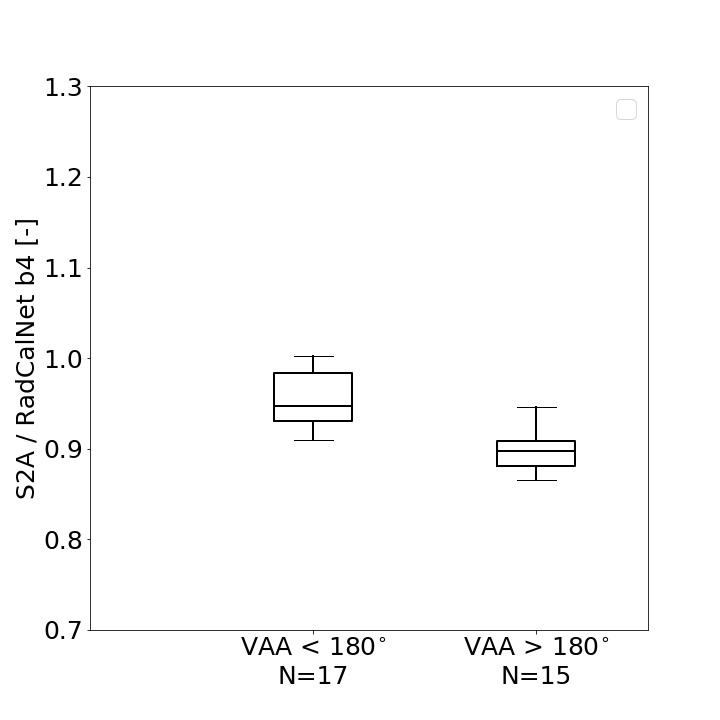 1.3
1.2
1.1
1.0
0.9
0.8
0.7
S2A / RadCalNet b4 [-]
VAA < 180° VAA > 180°
N=17 N=15